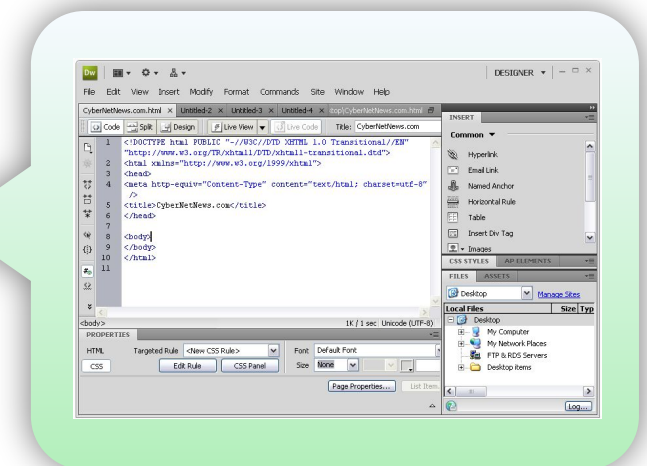 Dw DESIGNER
File Edit View Insert Modify Format Commands Site Window Help
CyberNetNews.com.html × Untitled-2 × Untitled-3 × Untitled-4 × top\CyberNetNews.com.html
Code Split Design Live View Live Code Title: CyberNetNews.com
1 <!DOCTYPE html PUBLIC "-//W3C//DTD XHTML 1.0 Transitional//EN"
"http://www.w3.org/TR/xhtml1/DTD/xhtml1-transitional.dtd">
2 <html xmlns="http://www.w3.org/1999/xhtml">
3 <head>
4 <meta http-equiv="Content-Type" content="text/html; charset=utf-8"
/>
5 <title>CyberNetNews.com</title>
6 </head>
7
8 <body>
9 </body>
10 </html>
11
<body> 1K / 1 sec Unicode (UTF-8)
PROPERTIES
HTML Targeted Rule <New CSS Rule> Font Default Font
CSS Edit Rule CSS Panel Size None
Page Properties... List Item
INSERT
Common
Hyperlink
Email Link
Named Anchor
Horizontal Rule
Table
Insert Div Tag
Images
CSS STYLES AP ELEMENTS
FILES ASSETS
Desktop Manage Sites
Local Files Size Typ
Desktop
My Computer
My Network Places
FTP & RDS Servers
Desktop items
Log...